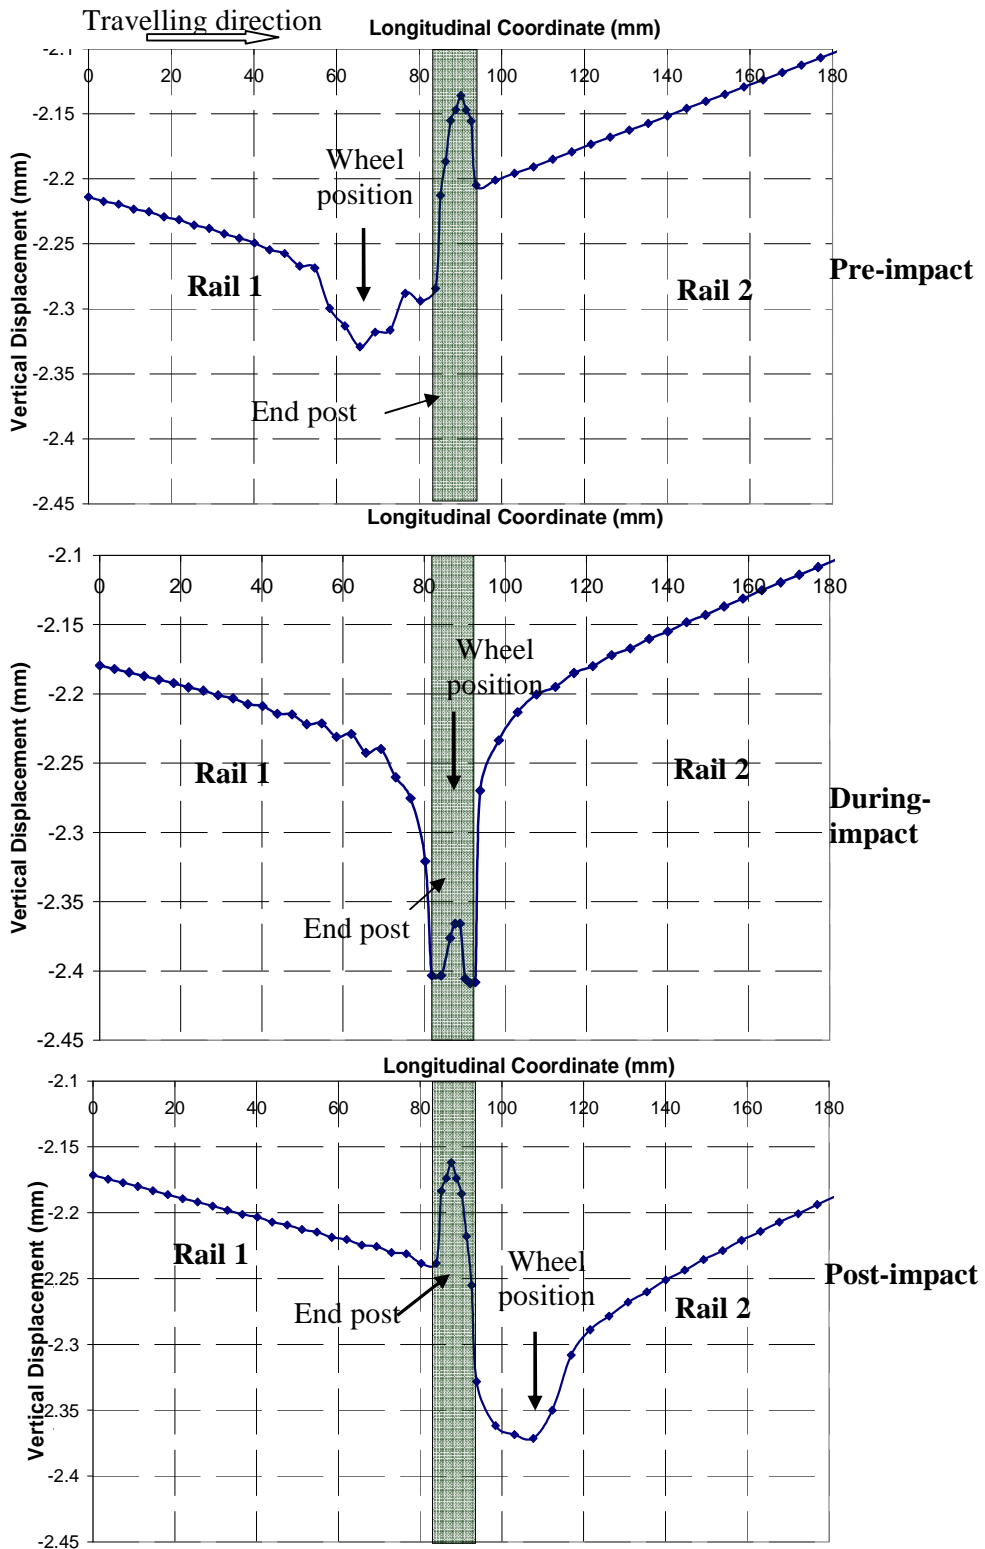 Travelling direction
Longitudinal Coordinate (mm)
-2.1
0 20 40 60 80 100 120 140 160 180
-2.15
-2.2
-2.25
-2.3
-2.35
-2.4
-2.45
Vertical Displacement (mm)
Wheel
position
Rail 1
Rail 2
Pre-impact
End post
Longitudinal Coordinate (mm)
-2.1
0 20 40 60 80 100 120 140 160 180
-2.15
-2.2
-2.25
-2.3
-2.35
-2.4
-2.45
Vertical Displacement (mm)
Wheel
position
Rail 1
Rail 2
During-
impact
End post
Longitudinal Coordinate (mm)
-2.1
0 20 40 60 80 100 120 140 160 180
-2.15
-2.2
-2.25
-2.3
-2.35
-2.4
-2.45
Vertical Displacement (mm)
Rail 1
Wheel
position
End post
Rail 2
Post-impact